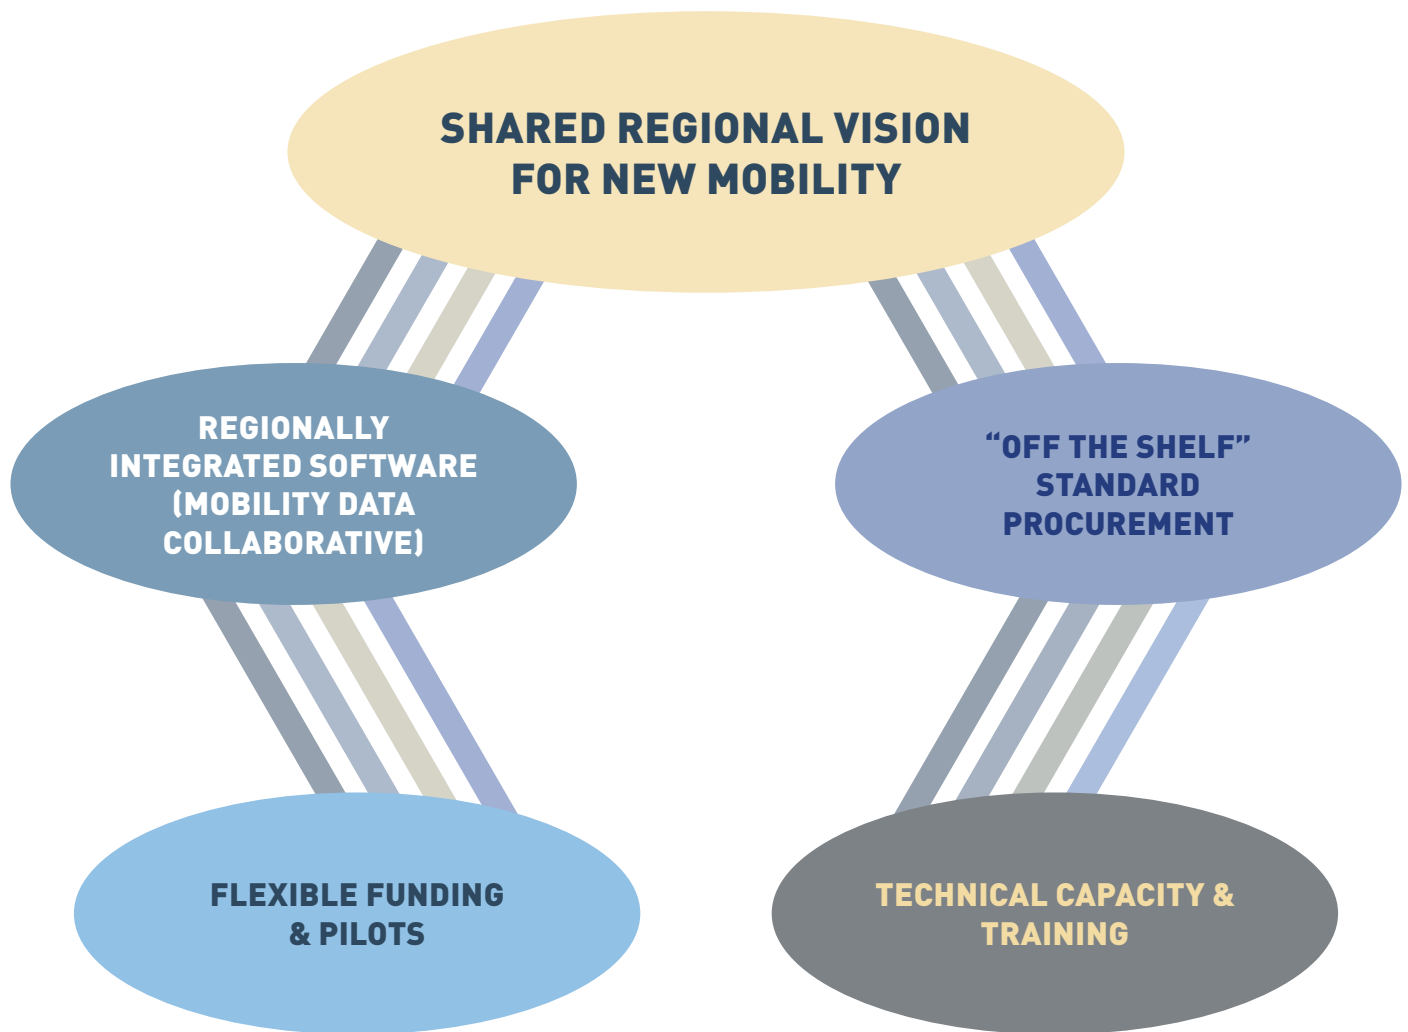 SHARED REGIONAL VISION
FOR NEW MOBILITY
REGIONALLY
INTEGRATED SOFTWARE
(MOBILITY DATA
COLLABORATIVE)
“OFF THE SHELF”
STANDARD
PROCUREMENT
FLEXIBLE FUNDING
& PILOTS
TECHNICAL CAPACITY &
TRAINING